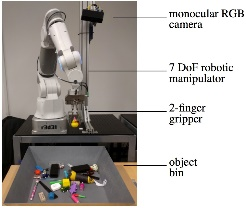 monocular RGB
camera
7 DoF robotic
manipulator
2-finger
gripper
object
bin